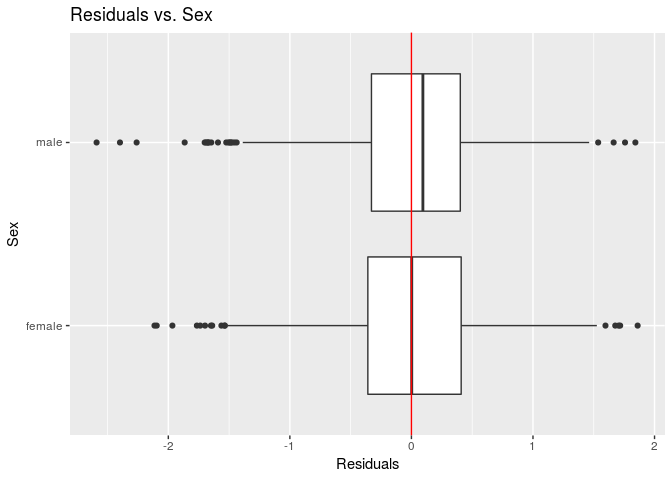 Residuals vs. Sex
male
Sex
female
-2 -1 0 1 2
Residuals